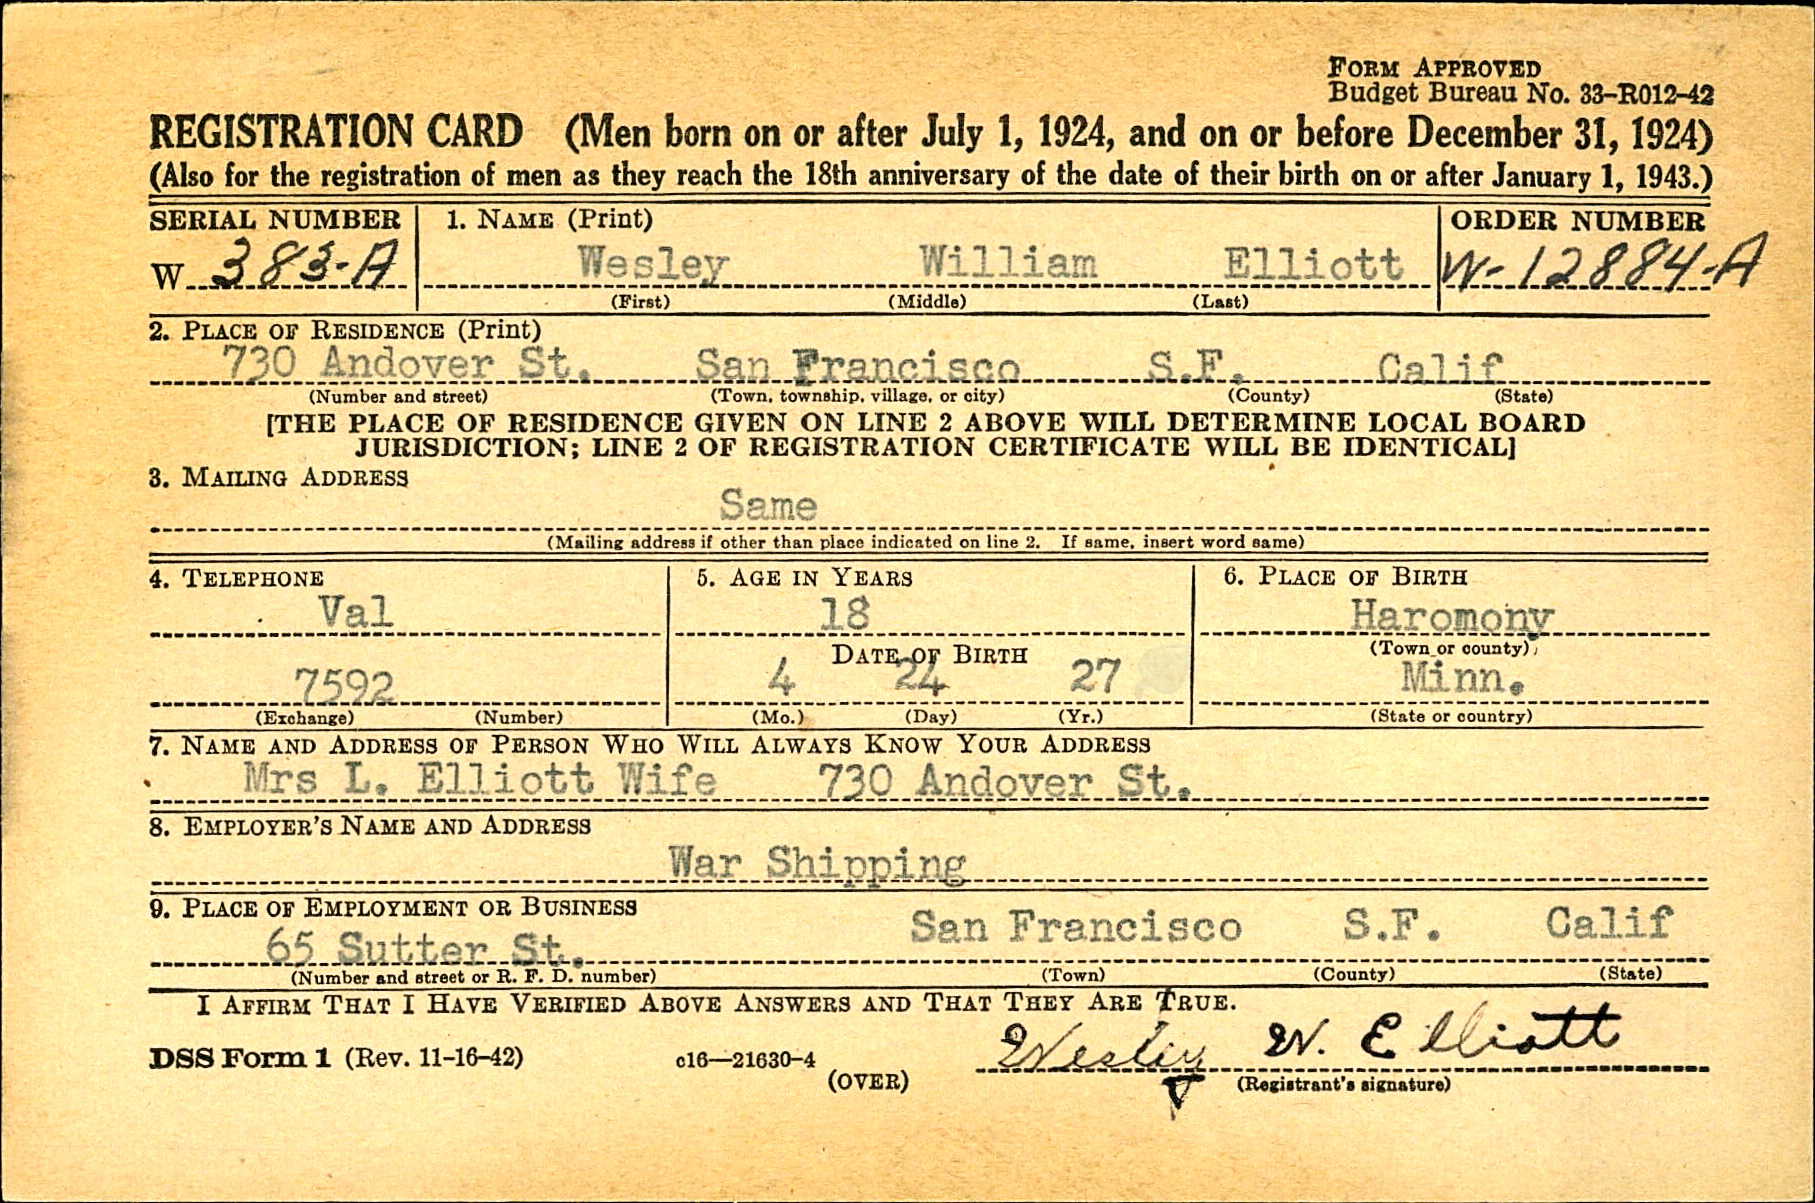 FORM APPROVED
Budget Bureau No. 33-R012-42
REGISTRATION CARD (Men born on or after July 1, 1924, and on or before December 31, 1924)
(Also for the registration of men as they reach the 18th anniversary of the date of their birth on or after January 1, 1943.)
SERIAL NUMBER 1. NAME (Print) ORDER NUMBER
W 383-A Wesley William Elliott W-12884-A
(First) (Middle) (Last)
2. PLACE OF RESIDENCE (Print)
730 Andover St. San Francisco S.F. Calif
(Number and street) (Town, township, village, or city) (County) (State)
[THE PLACE OF RESIDENCE GIVEN ON LINE 2 ABOVE WILL DETERMINE LOCAL BOARD
JURISDICTION; LINE 2 OF REGISTRATION CERTIFICATE WILL BE IDENTICAL]
3. MAILING ADDRESS
Same
(Mailing address if other than place indicated on line 2. If same, insert word same)
4. TELEPHONE 5. AGE IN YEARS 6. PLACE OF BIRTH
Val 18 Haromony
DATE OF BIRTH (Town or county)
7592 4 24 27 Minn.
(Exchange) (Number) (Mo.) (Day) (Yr.) (State or country)
7. NAME AND ADDRESS OF PERSON WHO WILL ALWAYS KNOW YOUR ADDRESS
Mrs L. Elliott Wife 730 Andover St.
8. EMPLOYER'S NAME AND ADDRESS
War Shipping
9. PLACE OF EMPLOYMENT OR BUSINESS
65 Sutter St. San Francisco S.F. Calif
(Number and street or R. F. D. number) (Town) (County) (State)
I AFFIRM THAT I HAVE VERIFIED ABOVE ANSWERS AND THAT THEY ARE TRUE.
DSS Form 1 (Rev. 11-16-42) c16—21630-4 Wesley W. Elliott
(OVER) (Registrant's signature)